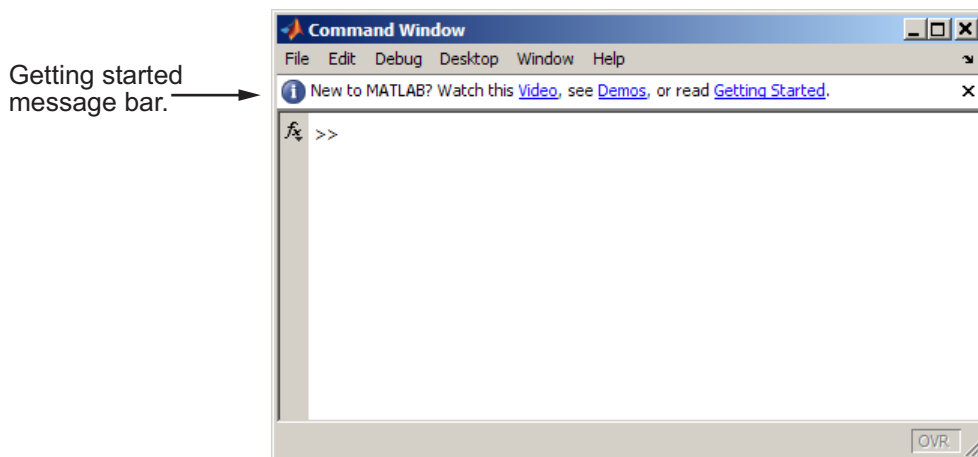 Command Window
File Edit Debug Desktop Window Help
Getting started
message bar.
New to MATLAB? Watch this Video, see Demos, or read Getting Started.
fx >>
OVR